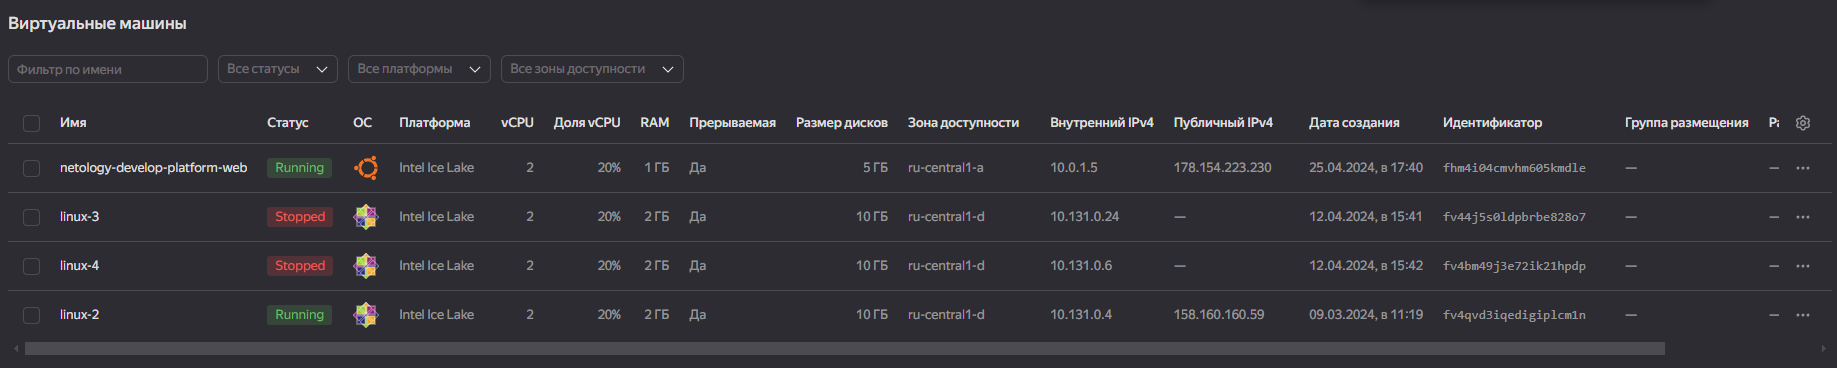 Виртуальные машины
Фильтр по имени Все статусы Все платформы Все зоны доступности
Имя Статус ОС Платформа vCPU Доля vCPU RAM Прерываемая Размер дисков Зона доступности Внутренний IPv4 Публичный IPv4 Дата создания Идентификатор Группа размещения
netology-develop-platform-web Running Intel Ice Lake 2 20% 1 ГБ Да 5 ГБ ru-central1-a 10.0.1.5 178.154.223.230 25.04.2024, в 17:40 fhm4i04cmvhm605kmdle — —
linux-3 Stopped Intel Ice Lake 2 20% 2 ГБ Да 10 ГБ ru-central1-d 10.131.0.24 — 12.04.2024, в 15:41 fv44j5s0ldpbrbe828o7 — —
linux-4 Stopped Intel Ice Lake 2 20% 2 ГБ Да 10 ГБ ru-central1-d 10.131.0.6 — 12.04.2024, в 15:42 fv4bm49j3e72ik21hpdp — —
linux-2 Running Intel Ice Lake 2 20% 2 ГБ Да 10 ГБ ru-central1-d 10.131.0.4 158.160.160.59 09.03.2024, в 11:19 fv4qvd3iqedigiplcm1n — —